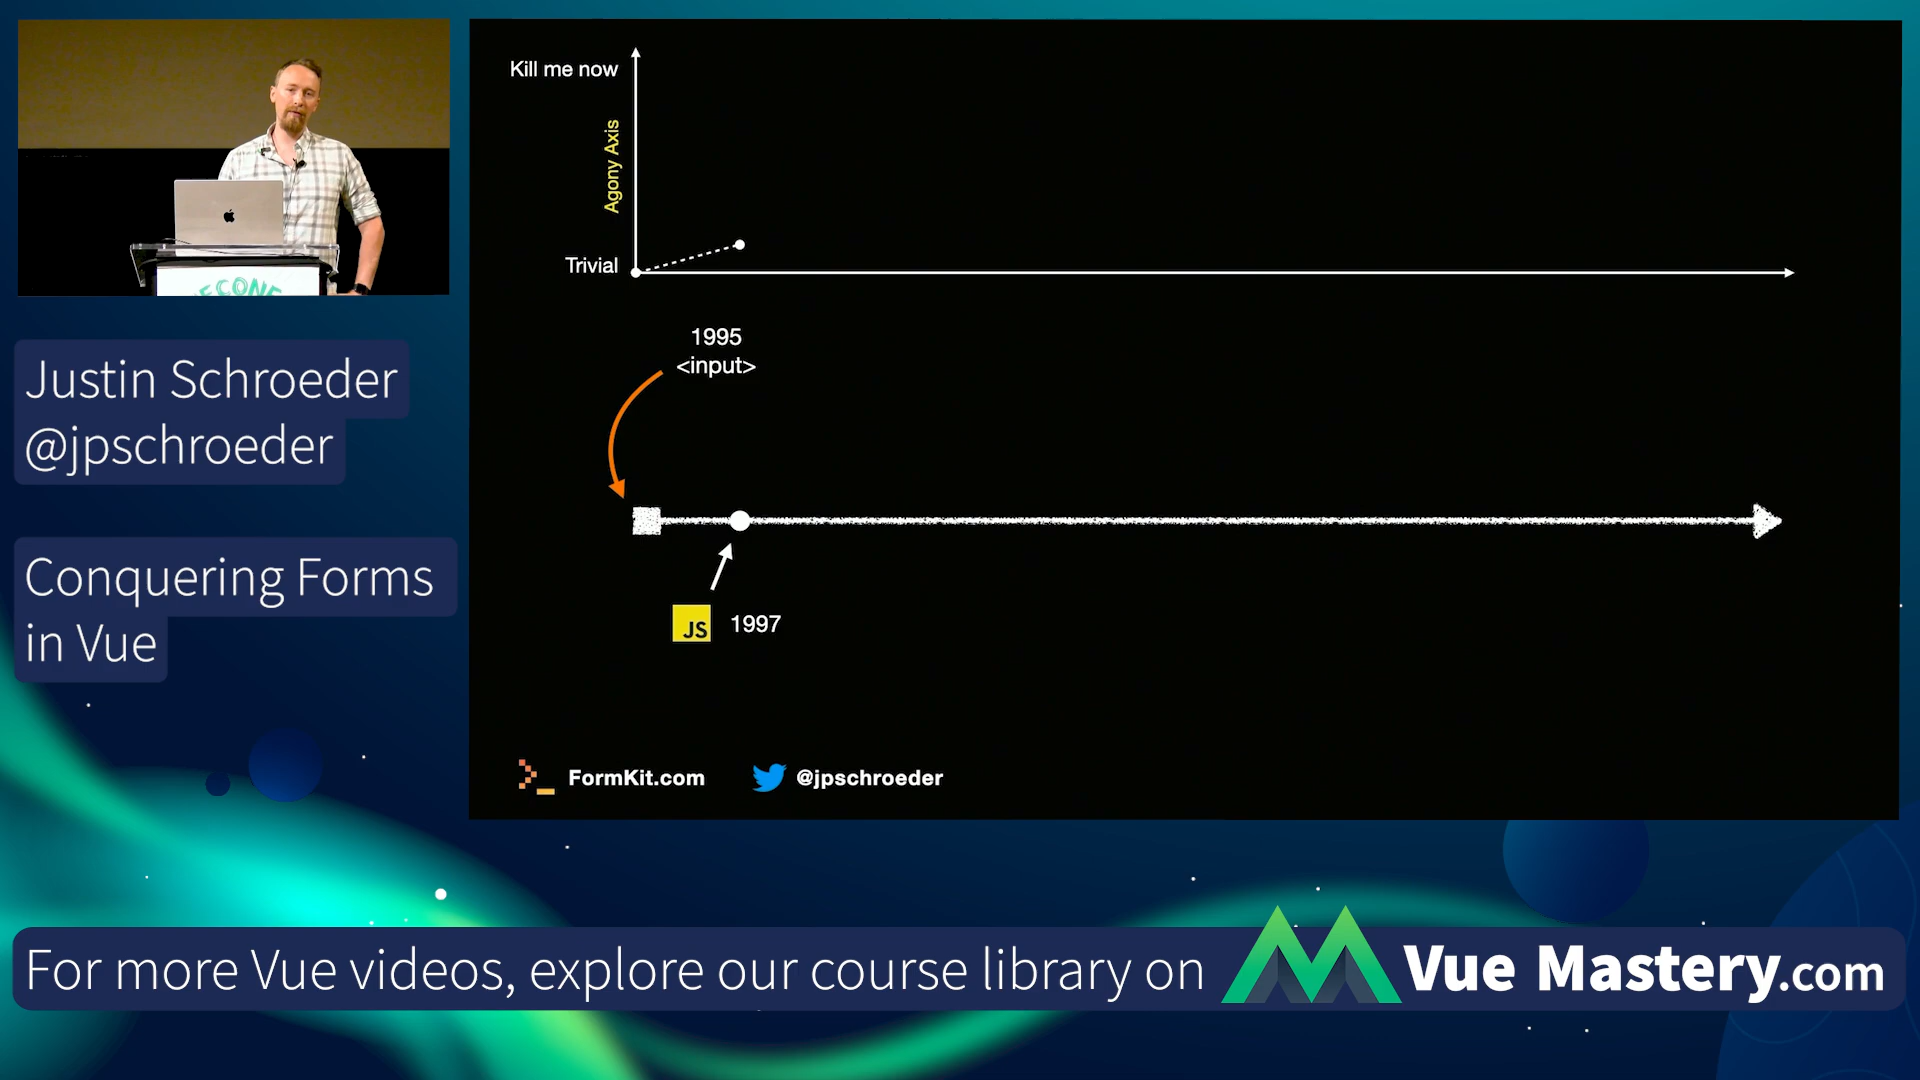 Kill me now
Agony Axis
Trivial
1995
<input>
JS 1997
FormKit.com @jpschroeder
Justin Schroeder
@jpschroeder
Conquering Forms
in Vue
For more Vue videos, explore our course library on Vue Mastery.com